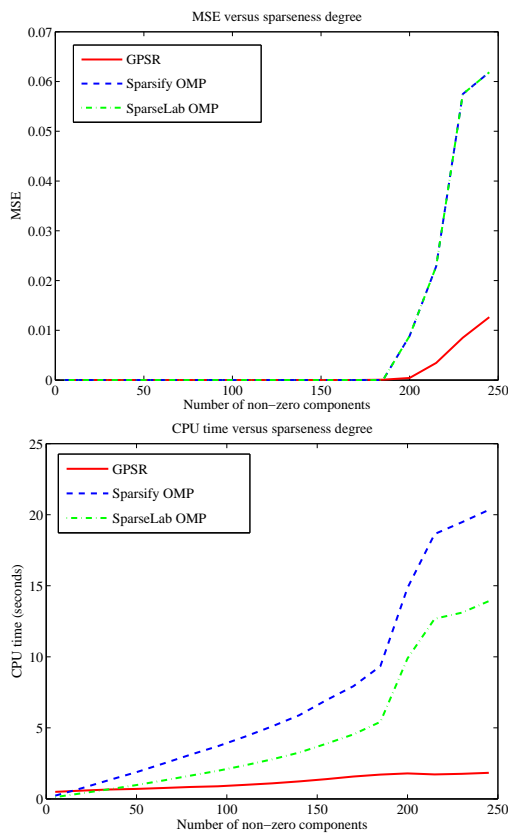 MSE versus sparseness degree
0.07
0.06
0.05
0.04
0.03
0.02
0.01
0
MSE
GPSR
Sparsify OMP
SparseLab OMP
0 50 100 150 200 250
Number of non−zero components
CPU time versus sparseness degree
25
20
15
10
5
0
CPU time (seconds)
GPSR
Sparsify OMP
SparseLab OMP
0 50 100 150 200 250
Number of non−zero components